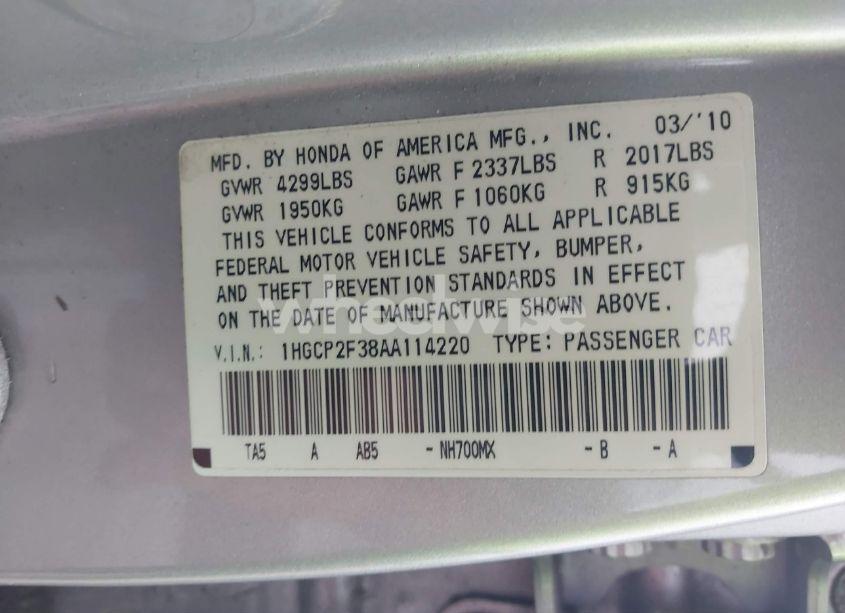 MFD. BY HONDA OF AMERICA MFG., INC. 03/'10
GVWR 4299LBS GAWR F 2337LBS R 2017LBS
GVWR 1950KG GAWR F 1060KG R 915KG
THIS VEHICLE CONFORMS TO ALL APPLICABLE
FEDERAL MOTOR VEHICLE SAFETY, BUMPER,
AND THEFT PREVENTION STANDARDS IN EFFECT
ON THE DATE OF MANUFACTURE SHOWN ABOVE.
wheelwise
V.I.N.: 1HGCP2F38AA114220 TYPE: PASSENGER CAR
TA5 A AB5 - NH700MX - B - A